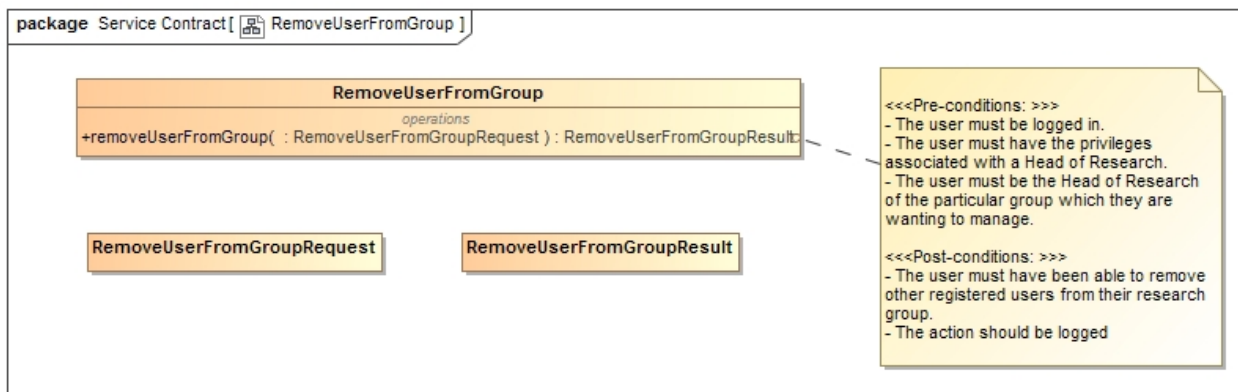 package Service Contract [ RemoveUserFromGroup ]
RemoveUserFromGroup
operations
+removeUserFromGroup( : RemoveUserFromGroupRequest ) : RemoveUserFromGroupResult
<<<Pre-conditions: >>>
- The user must be logged in.
- The user must have the privileges
associated with a Head of Research.
- The user must be the Head of Research
of the particular group which they are
wanting to manage.
<<<Post-conditions: >>>
- The user must have been able to remove
other registered users from their research
group.
- The action should be logged
RemoveUserFromGroupRequest
RemoveUserFromGroupResult